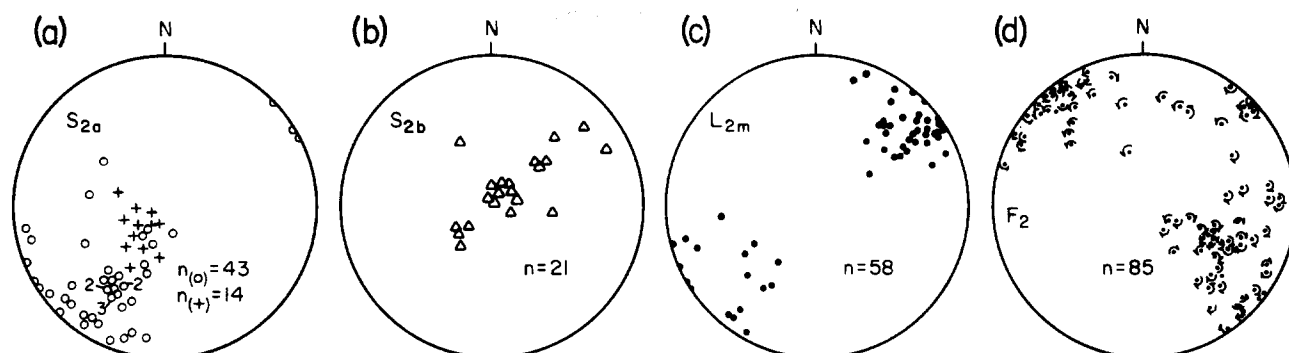 (a)
N
S2a
2
2
3
n(o)=43
n(+)=14
(b)
N
S2b
n=21
(c)
N
L2m
n=58
(d)
N
F2
n=85